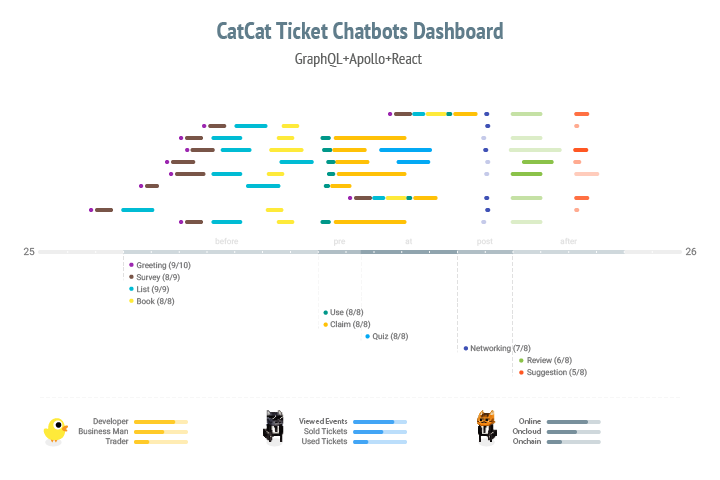 CatCat Ticket Chatbots Dashboard
GraphQL+Apollo+React
before pre at post after
25 26
Greeting (9/10)
Survey (8/9)
List (9/9)
Book (8/8)
Use (8/8)
Claim (8/8)
Quiz (8/8)
Networking (7/8)
Review (6/8)
Suggestion (5/8)
Developer
Business Man
Trader
Viewed Events
Sold Tickets
Used Tickets
Online
Oncloud
Onchain